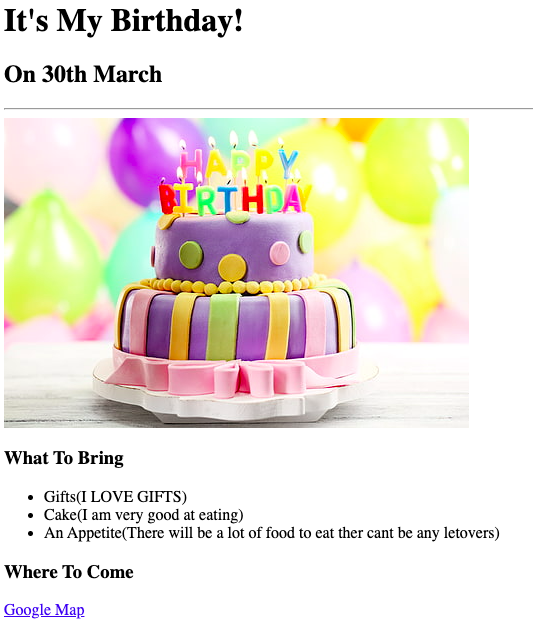 It's My Birthday!
On 30th March
HAPPY
BIRTHDAY
What To Bring
Gifts(I LOVE GIFTS)
Cake(I am very good at eating)
An Appetite(There will be a lot of food to eat ther cant be any letovers)
Where To Come
Google Map